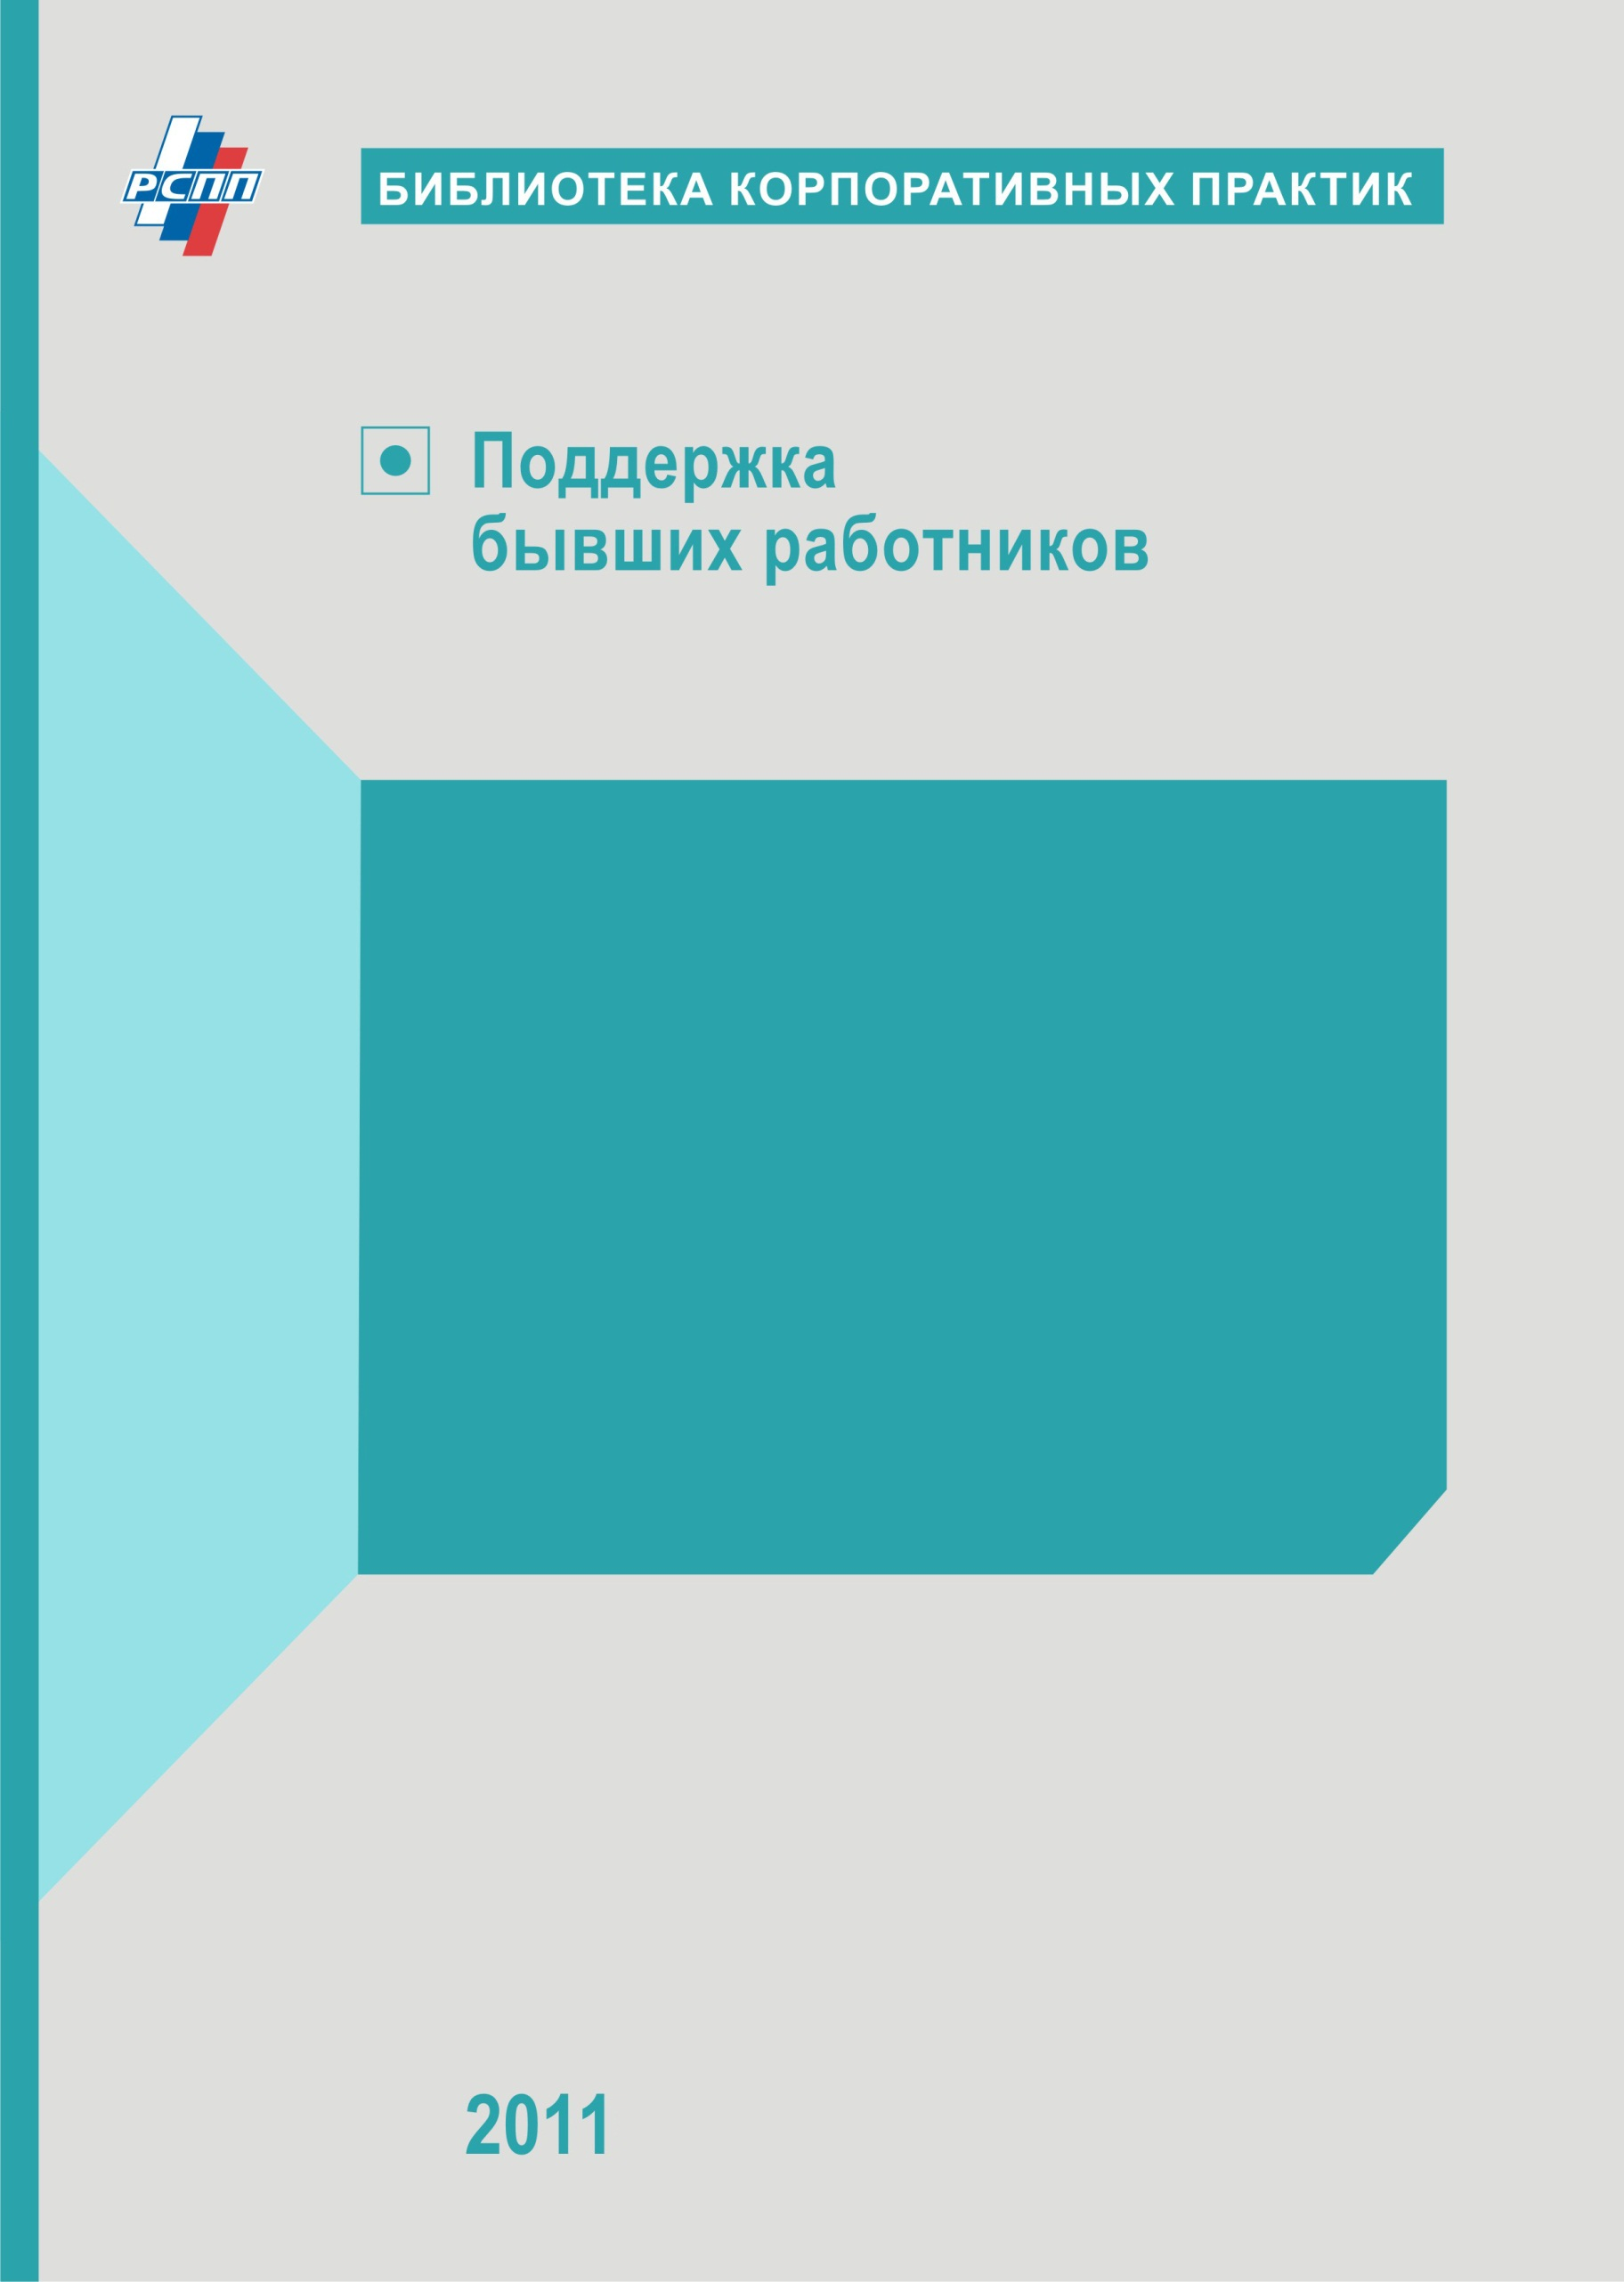 РСПП
БИБЛИОТЕКА КОРПОРАТИВНЫХ ПРАКТИК
Поддержка
бывших работников
2011